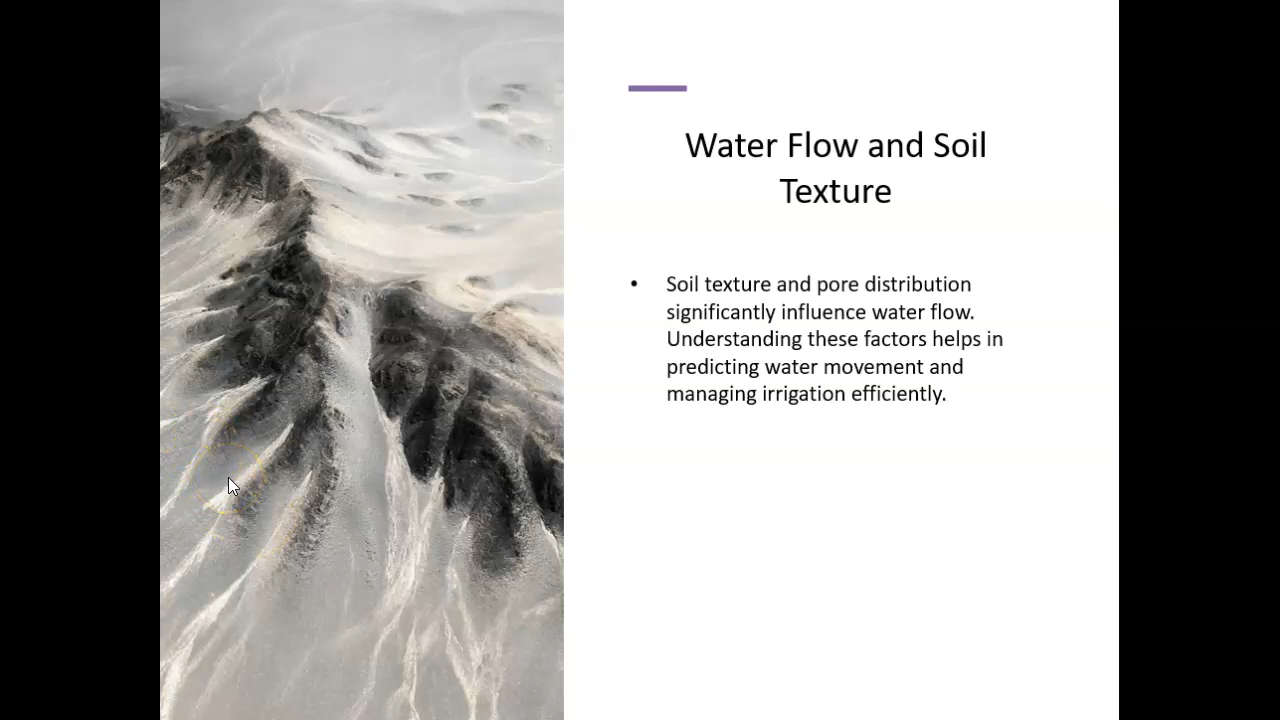 Water Flow and Soil
Texture
• Soil texture and pore distribution
significantly influence water flow.
Understanding these factors helps in
predicting water movement and
managing irrigation efficiently.